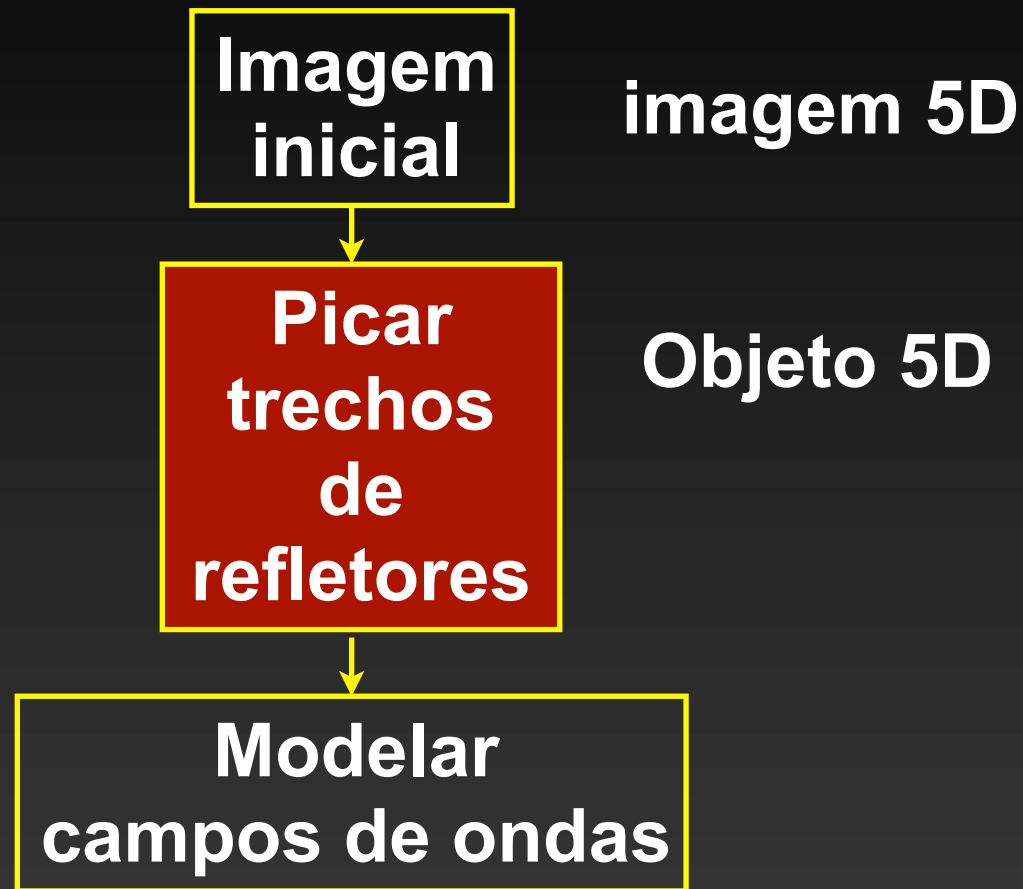 Imagem
inicial
imagem 5D
Picar
trechos
de
refletores
Objeto 5D
Modelar
campos de ondas